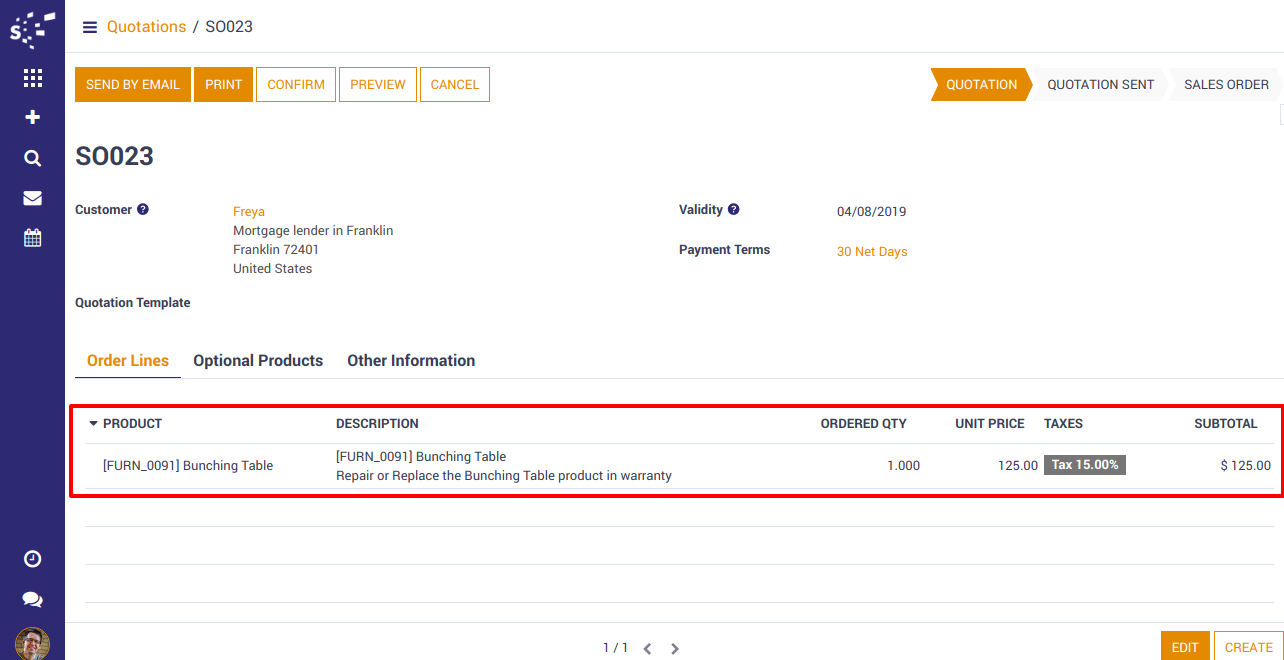 Quotations / SO023
SEND BY EMAIL PRINT CONFIRM PREVIEW CANCEL QUOTATION QUOTATION SENT SALES ORDER
SO023
Customer ? Freya Validity ? 04/08/2019
Mortgage lender in Franklin
Franklin 72401 Payment Terms 30 Net Days
United States
Quotation Template
Order Lines Optional Products Other Information
PRODUCT DESCRIPTION ORDERED QTY UNIT PRICE TAXES SUBTOTAL
[FURN_0091] Bunching Table [FURN_0091] Bunching Table 1.000 125.00 Tax 15.00% $ 125.00
Repair or Replace the Bunching Table product in warranty
1 / 1 EDIT CREATE